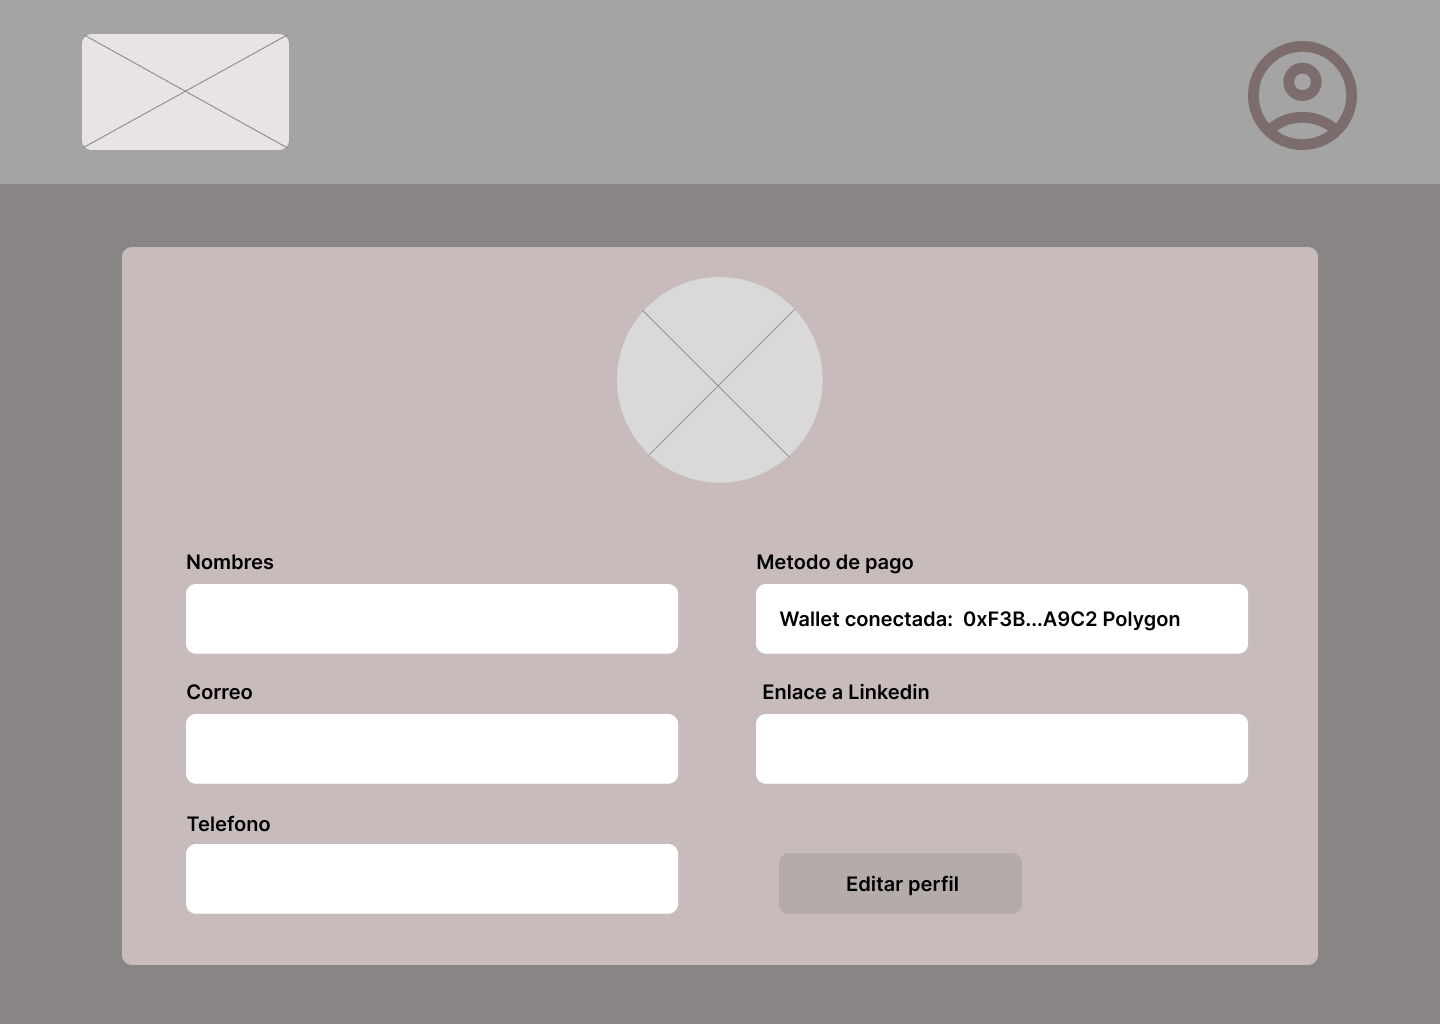 Nombres
Metodo de pago
Wallet conectada:  0xF3B...A9C2 Polygon
Correo
Enlace a Linkedin
Telefono
Editar perfil